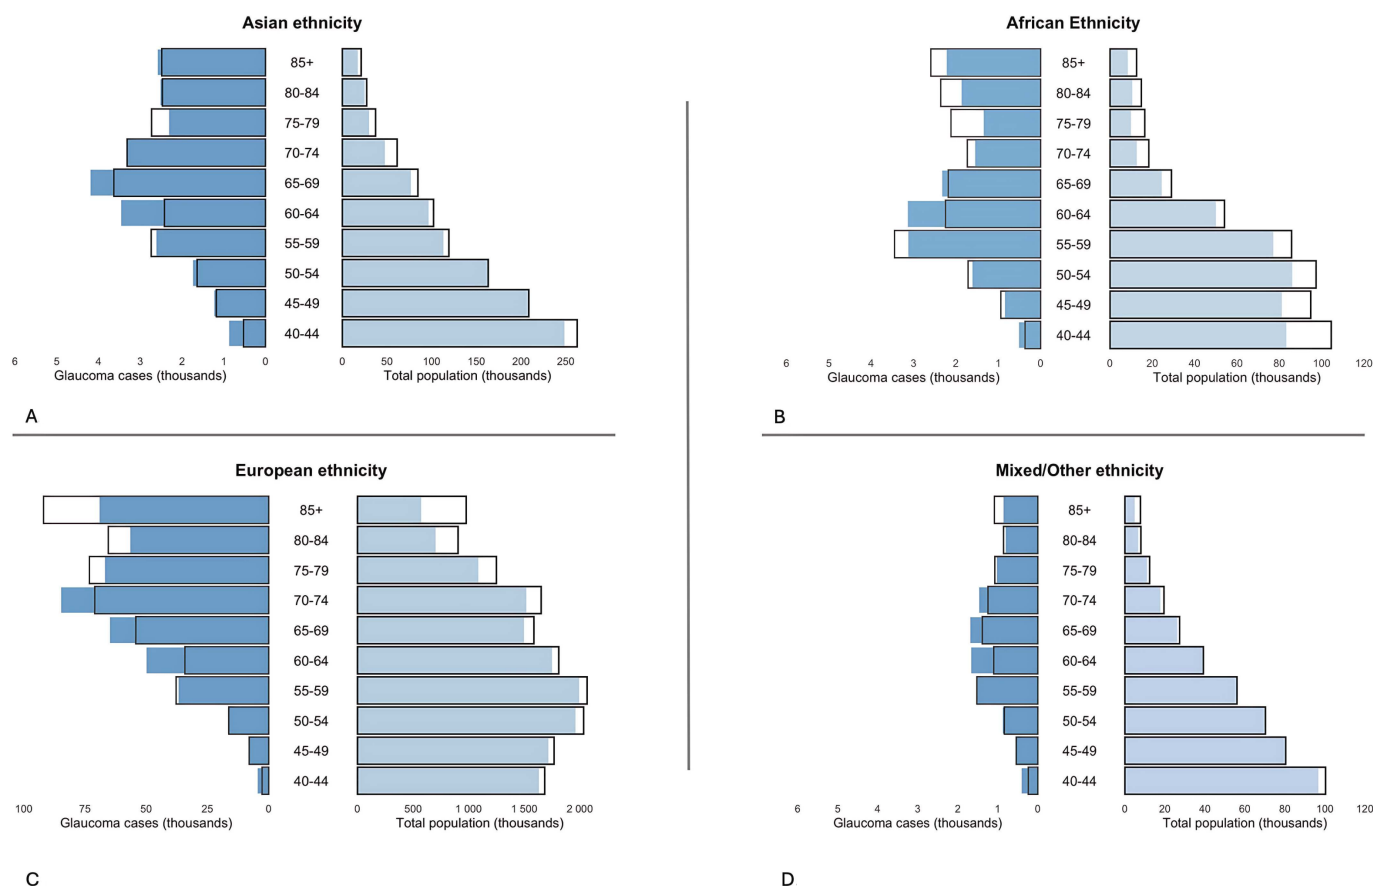 Asian ethnicity
85+
80-84
75-79
70-74
65-69
60-64
55-59
50-54
45-49
40-44
6 5 4 3 2 1 0 0 50 100 150 200 250
Glaucoma cases (thousands) Total population (thousands)
A
African Ethnicity
85+
80-84
75-79
70-74
65-69
60-64
55-59
50-54
45-49
40-44
6 5 4 3 2 1 0 0 20 40 60 80 100 120
Glaucoma cases (thousands) Total population (thousands)
B
European ethnicity
85+
80-84
75-79
70-74
65-69
60-64
55-59
50-54
45-49
40-44
100 75 50 25 0 0 500 1 000 1 500 2 000
Glaucoma cases (thousands) Total population (thousands)
C
Mixed/Other ethnicity
85+
80-84
75-79
70-74
65-69
60-64
55-59
50-54
45-49
40-44
6 5 4 3 2 1 0 0 20 40 60 80 100 120
Glaucoma cases (thousands) Total population (thousands)
D